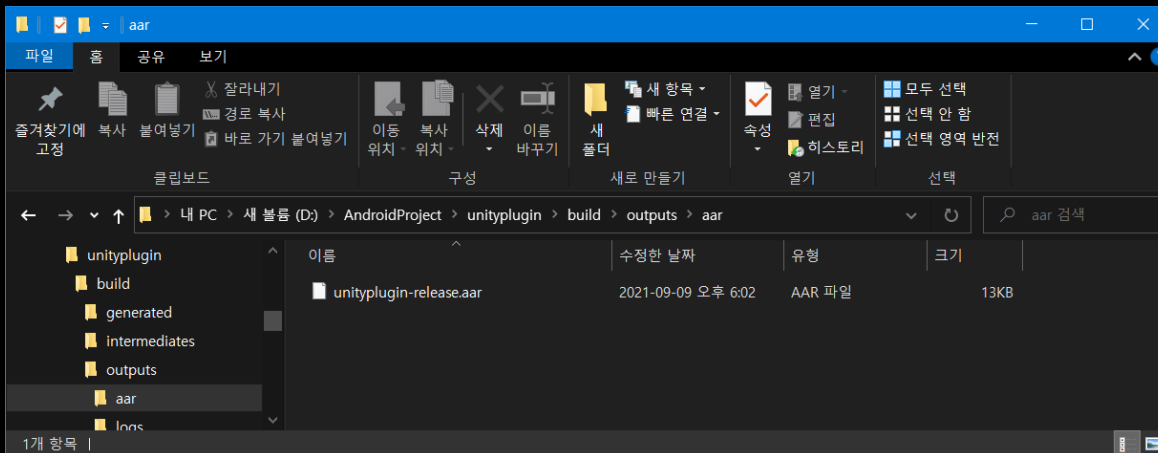 aar
파일 홈 공유 보기
즐겨찾기에 고정
복사
붙여넣기
잘라내기
경로 복사
바로 가기 붙여넣기
클립보드
이동 위치
복사 위치
삭제
이름 바꾸기
구성
새 폴더
새 항목
빠른 연결
새로 만들기
속성
열기
편집
히스토리
열기
모두 선택
선택 안 함
선택 영역 반전
선택
내 PC > 새 볼륨 (D:) > AndroidProject > unityplugin > build > outputs > aar
aar 검색
unityplugin
build
generated
intermediates
outputs
aar
logs
이름 수정한 날짜 유형 크기
unityplugin-release.aar 2021-09-09 오후 6:02 AAR 파일 13KB
1개 항목